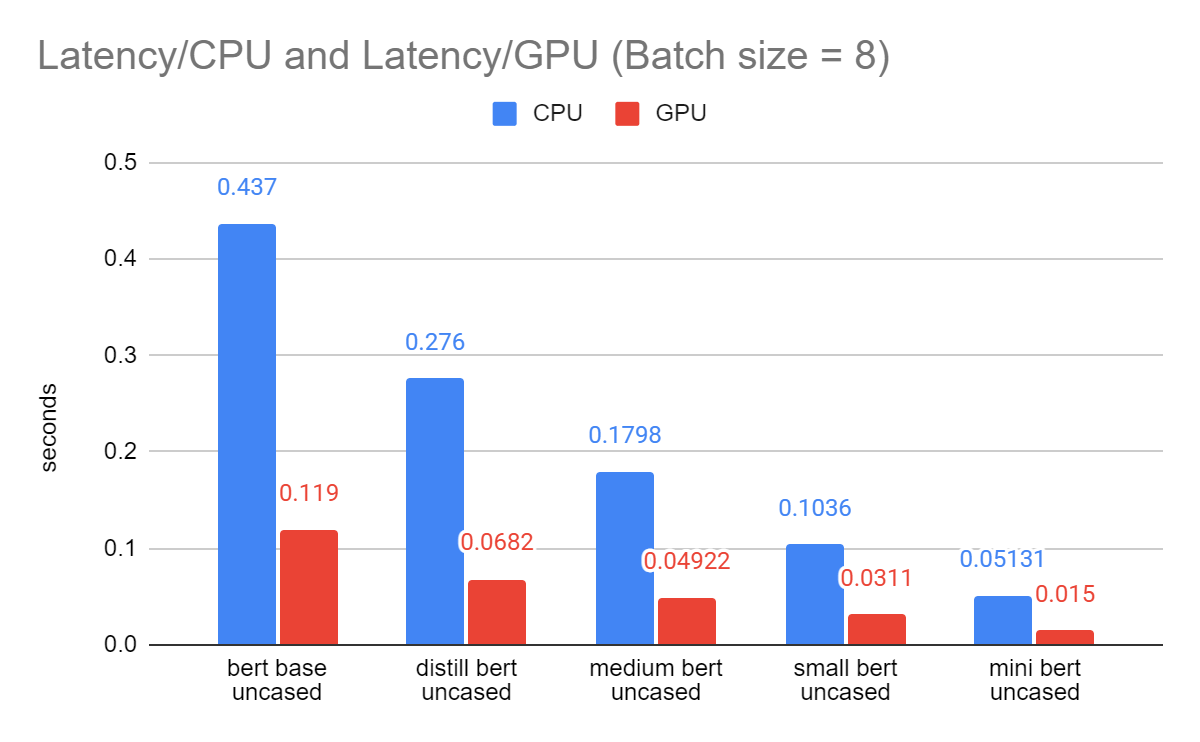 Latency/CPU and Latency/GPU (Batch size = 8)
CPU GPU
0.5
0.4
0.3
0.2
0.1
0.0
seconds
0.437
0.119
0.276
0.0682
0.1798
0.04922
0.1036
0.0311
0.05131
0.015
bert base
uncased
distill bert
uncased
medium bert
uncased
small bert
uncased
mini bert
uncased